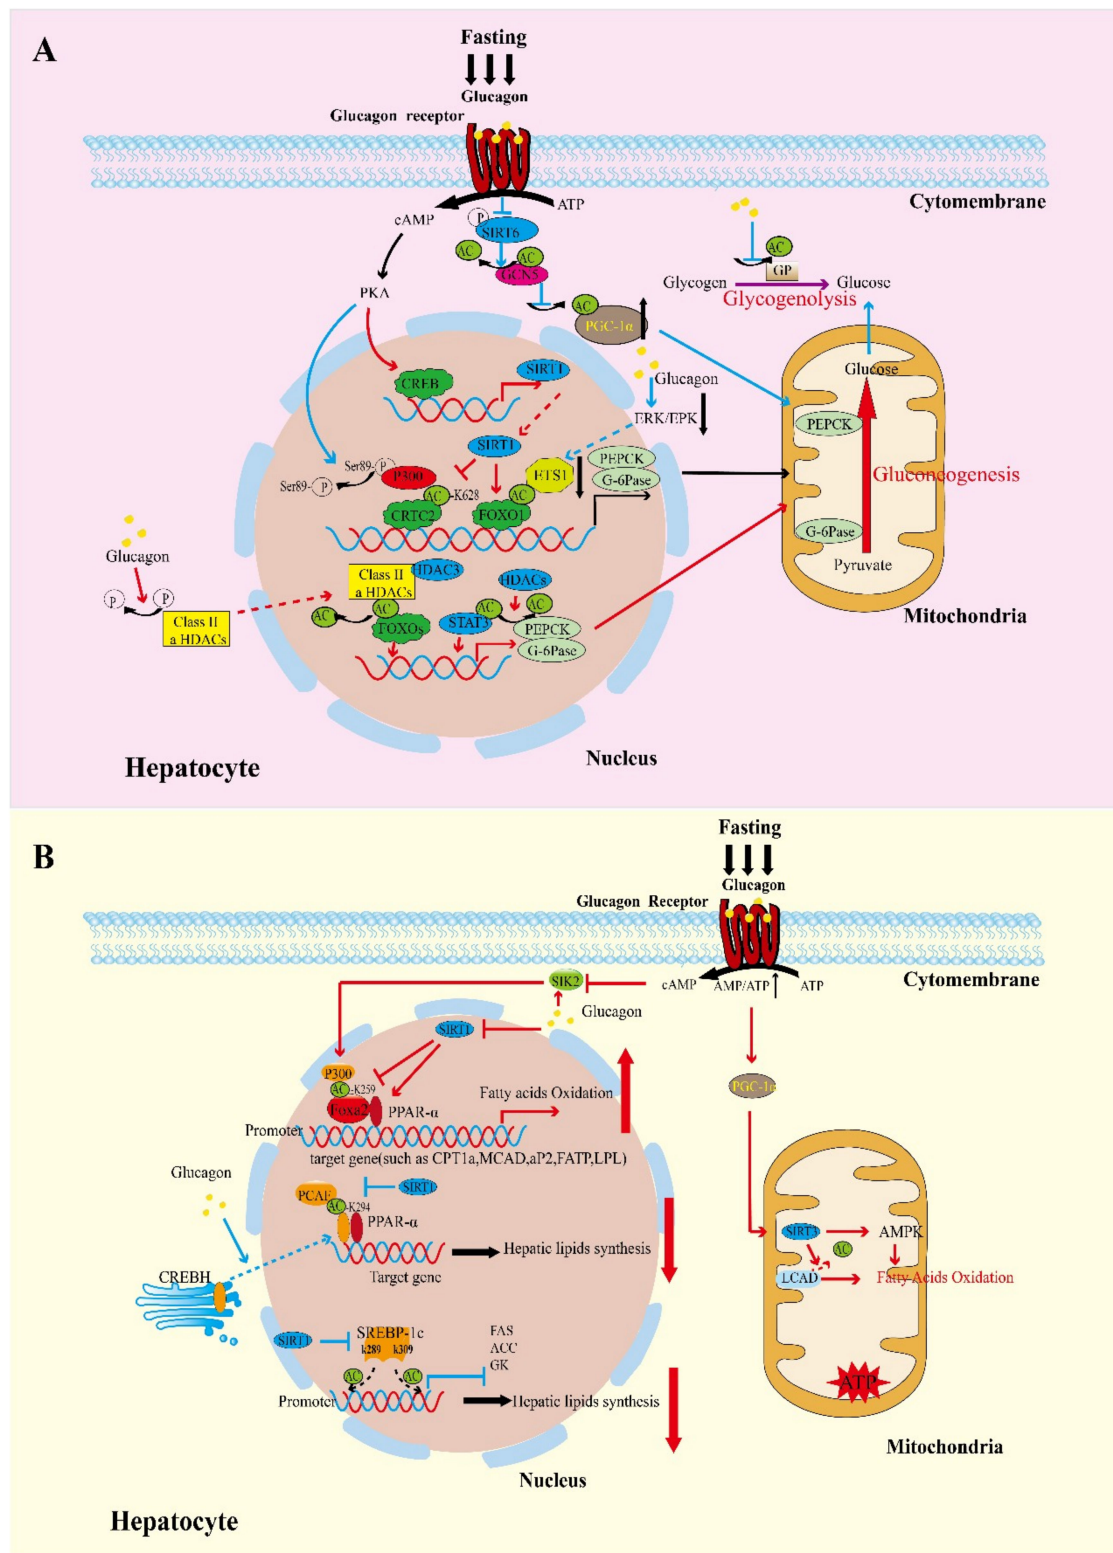 A
Fasting
Glucagon
Glucagon receptor
Cytomembrane
cAMP
ATP
P
SIRT6
AC
AC
GCN5
AC
GP
Glycogen
Glucose
Glycogenolysis
PKA
AC
PGC-1α
Glucose
SIRT1
CREB
Glucagon
ERK/EPK
PEPCK
SIRT1
Ser89-P
P300
Ser89-P
ETS1
PEPCK
G-6Pase
Gluconeogenesis
AC
-K628
AC
CRTC2
FOXO1
G-6Pase
Glucagon
Pyruvate
P
P
Class II
a HDACs
HDAC3
Class II
a HDACs
HDACs
AC
AC
AC
AC
FOXOs
STAT3
PEPCK
G-6Pase
Mitochondria
Nucleus
Hepatocyte
B
Fasting
Glucagon
Glucagon Receptor
Cytomembrane
SIK2
cAMP
AMP/ATP
ATP
Glucagon
SIRT1
P300
AC
-K259
Foxa2
PPAR-α
Fatty acids Oxidation
PGC-1α
Promoter
target gene(such as CPT1a,MCAD,aP2,FATP,LPL)
Glucagon
PCAF
AC
-K294
SIRT1
PPAR-α
Hepatic lipids synthesis
Target gene
CREBH
SIRT3
AMPK
AC
LCAD
Fatty Acids Oxidation
SIRT1
SREBP-1c
k289
k309
FAS
ACC
GK
AC
AC
Promoter
Hepatic lipids synthesis
ATP
Mitochondria
Nucleus
Hepatocyte